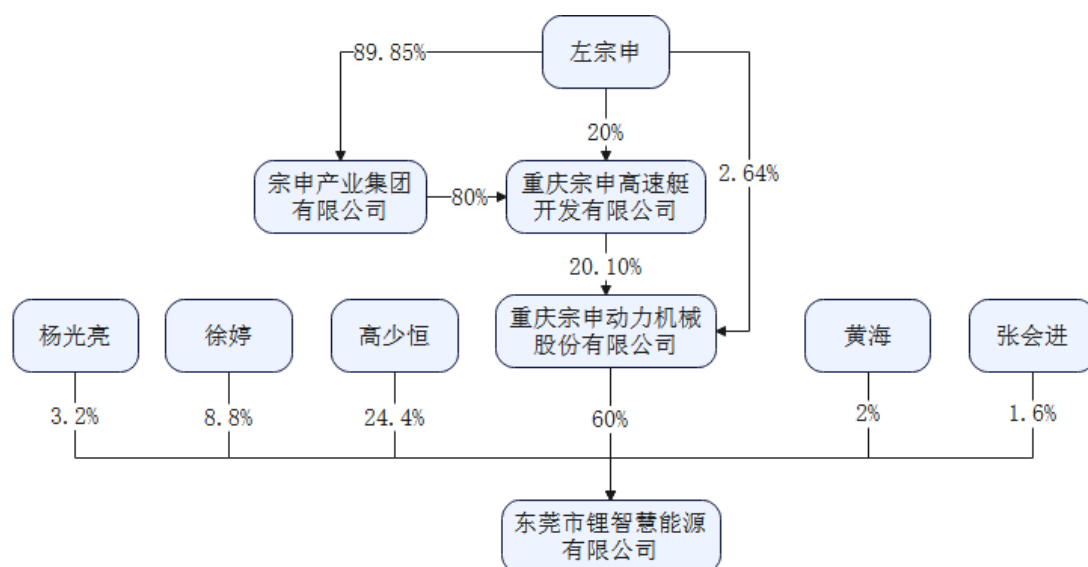 左宗申
89.85%
20%
2.64%
宗申产业集团
有限公司
80%
重庆宗申高速艇
开发有限公司
20.10%
杨光亮
徐婷
高少恒
重庆宗申动力机械
股份有限公司
黄海
张会进
3.2%
8.8%
24.4%
60%
2%
1.6%
东莞市锂智慧能源
有限公司